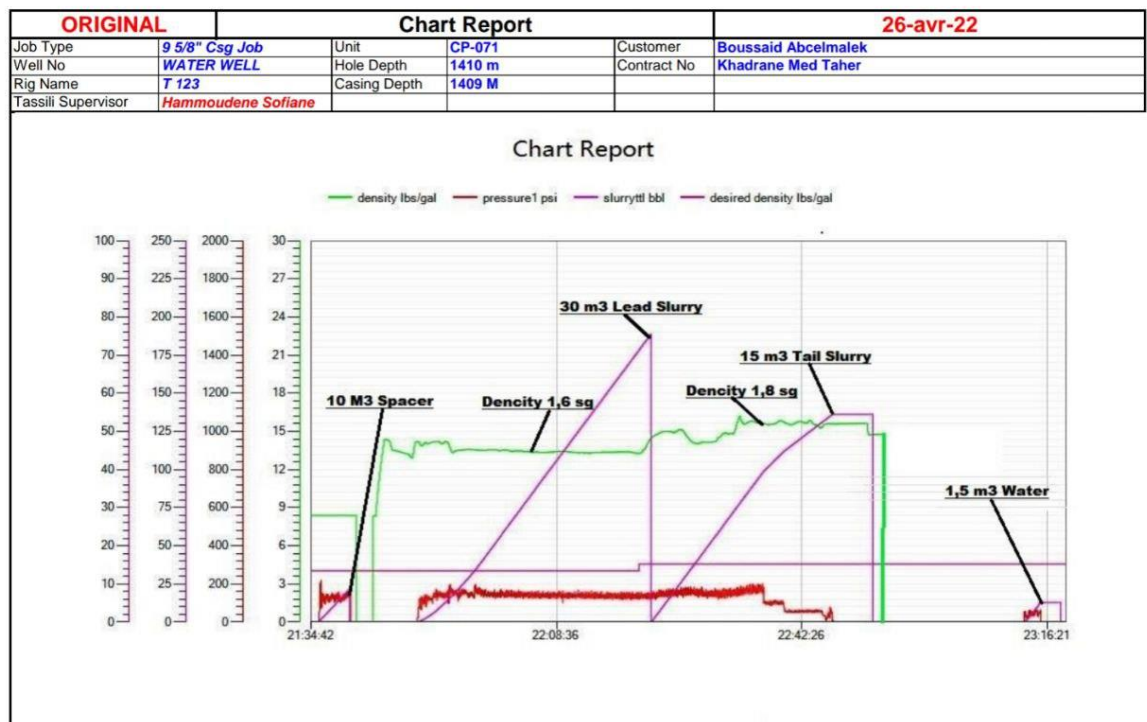 ORIGINAL Chart Report 26-avr-22
Job Type 9 5/8" Csg Job Unit CP-071 Customer Boussaid Abcelmalek
Well No WATER WELL Hole Depth 1410 m Contract No Khadrane Med Taher
Rig Name T 123 Casing Depth 1409 M
Tassili Supervisor Hammoudene Sofiane
Chart Report
density lbs/gal pressure1 psi slurryttl bbl desired density lbs/gal
100 250 2000 30
90 225 1800 27
80 200 1600 24
30 m3 Lead Slurry
70 175 1400 21
15 m3 Tail Slurry
60 150 1200 18
10 M3 Spacer Dencity 1,6 sg Dencity 1,8 sg
50 125 1000 15
40 100 800 12
1,5 m3 Water
30 75 600 9
20 50 400 6
10 25 200 3
0 0 0 0
21:34:42 22:08:36 22:42:26 23:16:21